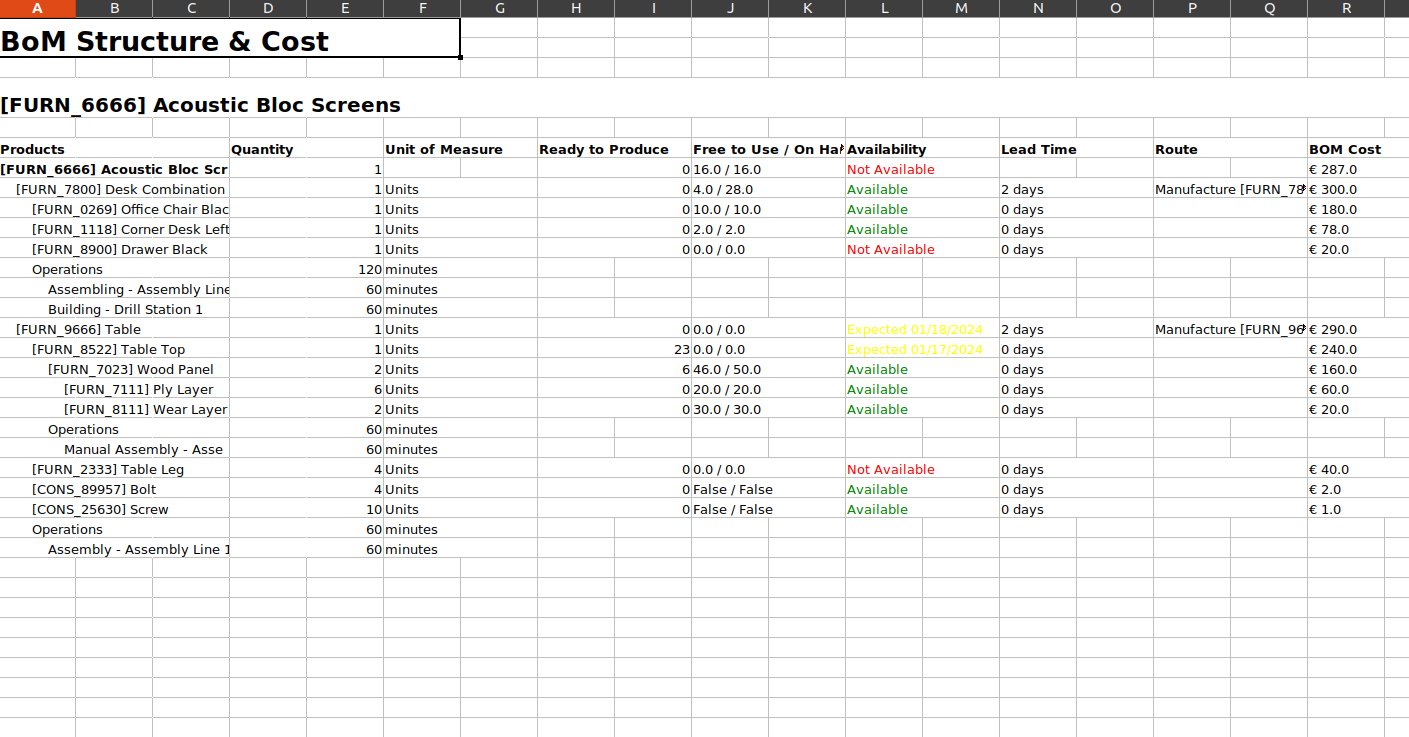 A B C D E F G H I J K L M N O P Q R
BoM Structure & Cost
[FURN_6666] Acoustic Bloc Screens
Products Quantity Unit of Measure Ready to Produce Free to Use / On Ha Availability Lead Time Route BOM Cost
[FURN_6666] Acoustic Bloc Scr 1 0 16.0 / 16.0 Not Available € 287.0
[FURN_7800] Desk Combination 1 Units 0 4.0 / 28.0 Available 2 days Manufacture [FURN_78 € 300.0
[FURN_0269] Office Chair Blac 1 Units 0 10.0 / 10.0 Available 0 days € 180.0
[FURN_1118] Corner Desk Left 1 Units 0 2.0 / 2.0 Available 0 days € 78.0
[FURN_8900] Drawer Black 1 Units 0 0.0 / 0.0 Not Available 0 days € 20.0
Operations 120 minutes
Assembling - Assembly Line 60 minutes
Building - Drill Station 1 60 minutes
[FURN_9666] Table 1 Units 0 0.0 / 0.0 Expected 01/18/2024 2 days Manufacture [FURN_96 € 290.0
[FURN_8522] Table Top 1 Units 23 0.0 / 0.0 Expected 01/17/2024 0 days € 240.0
[FURN_7023] Wood Panel 2 Units 6 46.0 / 50.0 Available 0 days € 160.0
[FURN_7111] Ply Layer 6 Units 0 20.0 / 20.0 Available 0 days € 60.0
[FURN_8111] Wear Layer 2 Units 0 30.0 / 30.0 Available 0 days € 20.0
Operations 60 minutes
Manual Assembly - Asse 60 minutes
[FURN_2333] Table Leg 4 Units 0 0.0 / 0.0 Not Available 0 days € 40.0
[CONS_89957] Bolt 4 Units 0 False / False Available 0 days € 2.0
[CONS_25630] Screw 10 Units 0 False / False Available 0 days € 1.0
Operations 60 minutes
Assembly - Assembly Line 1 60 minutes